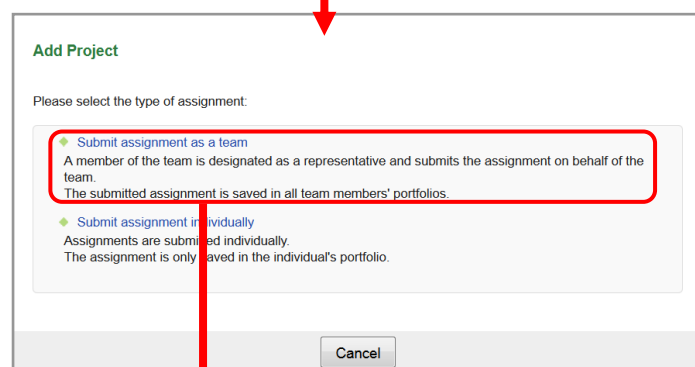 Add Project
Please select the type of assignment:
Submit assignment as a team
A member of the team is designated as a representative and submits the assignment on behalf of the
team.
The submitted assignment is saved in all team members' portfolios.
Submit assignment individually
Assignments are submitted individually.
The assignment is only saved in the individual's portfolio.
Cancel